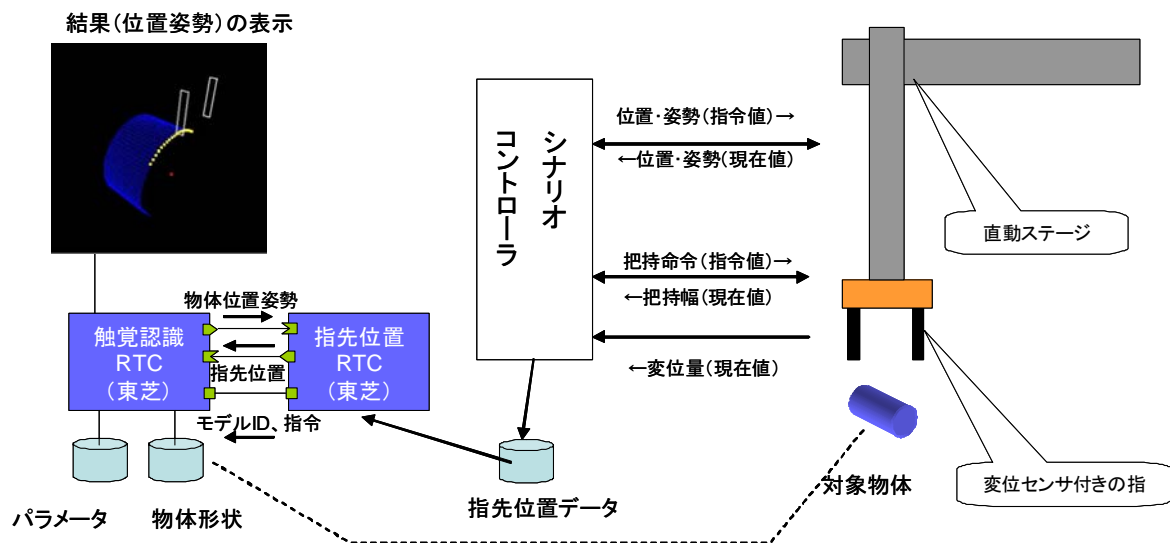 結果(位置姿勢)の表示
シナリオ
コントローラ
位置・姿勢(指令値)→
←位置・姿勢(現在値)
直動ステージ
把持命令(指令値)→
←把持幅(現在値)
←変位量(現在値)
物体位置姿勢
触覚認識
RTC
(東芝)
指先位置
指先位置
RTC
(東芝)
モデルID、指令
パラメータ
物体形状
指先位置データ
対象物体
変位センサ付きの指